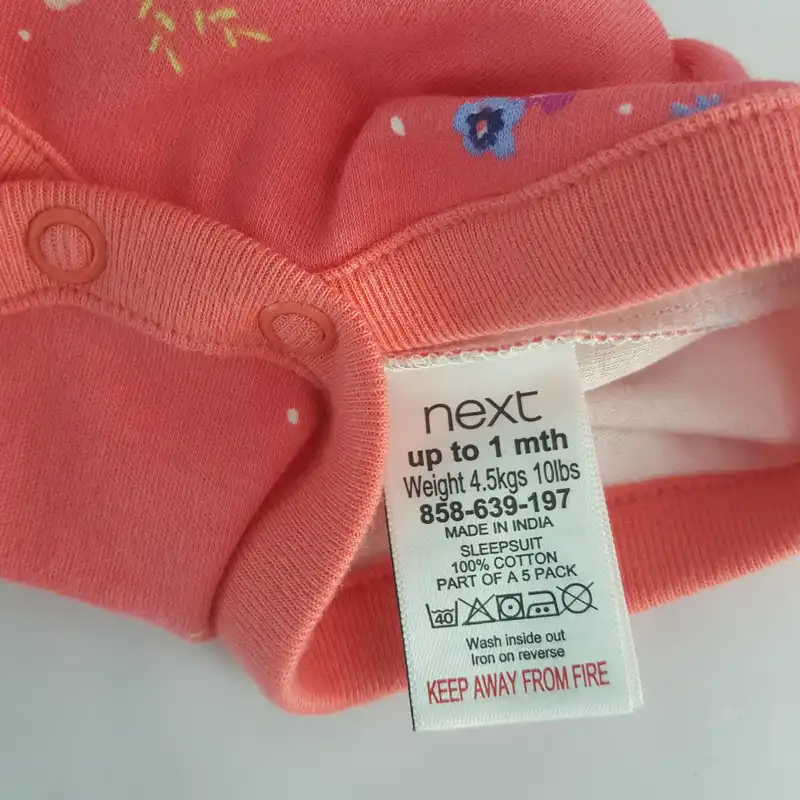 next
up to 1 mth
Weight 4.5kgs 10lbs
858-639-197
MADE IN INDIA
SLEEPSUIT
100% COTTON
PART OF A 5 PACK
40
Wash inside out
Iron on reverse
KEEP AWAY FROM FIRE